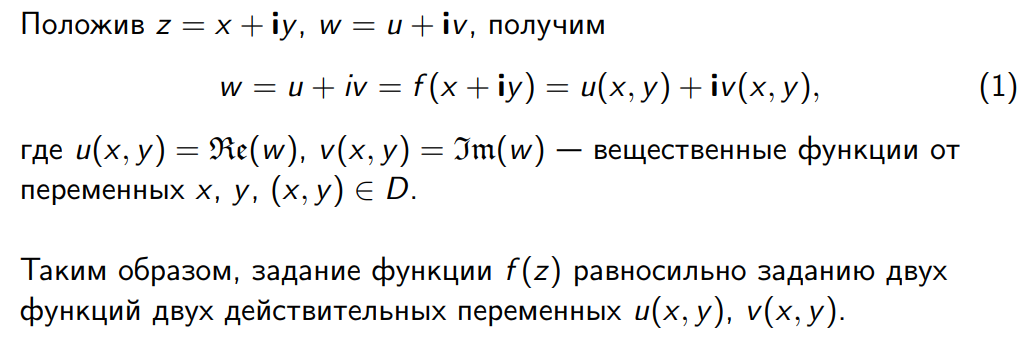 Положив z = x + iy, w = u + iv, получим
w = u + iv = f(x + iy) = u(x, y) + iv(x, y), (1)
где u(x, y) = ℜe(w), v(x, y) = ℑm(w) — вещественные функции от
переменных x, y, (x, y) ∈ D.
Таким образом, задание функции f(z) равносильно заданию двух
функций двух действительных переменных u(x, y), v(x, y).